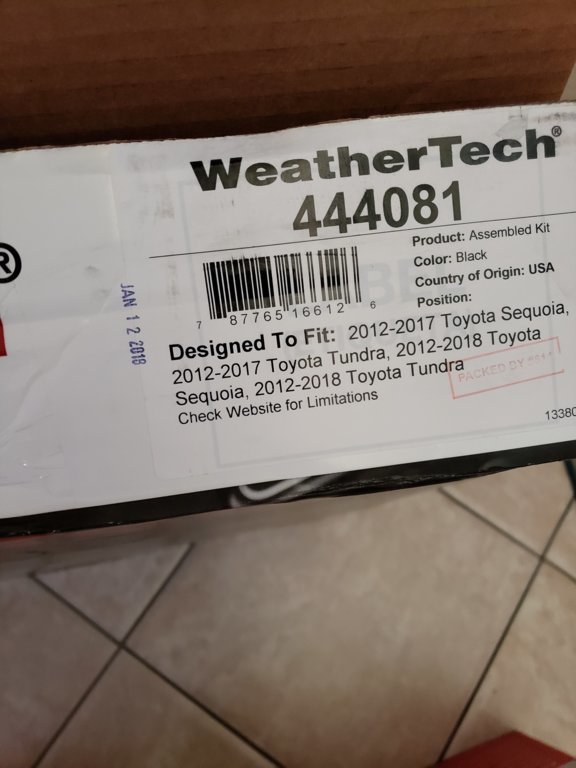 WeatherTech®
444081
Product: Assembled Kit
Color: Black
Country of Origin: USA
Position:
7 87765 16612 6
®
JAN 12 2018
Designed To Fit: 2012-2017 Toyota Sequoia,
2012-2017 Toyota Tundra, 2012-2018 Toyota
Sequoia, 2012-2018 Toyota Tundra
Check Website for Limitations
PACKED BY
13380